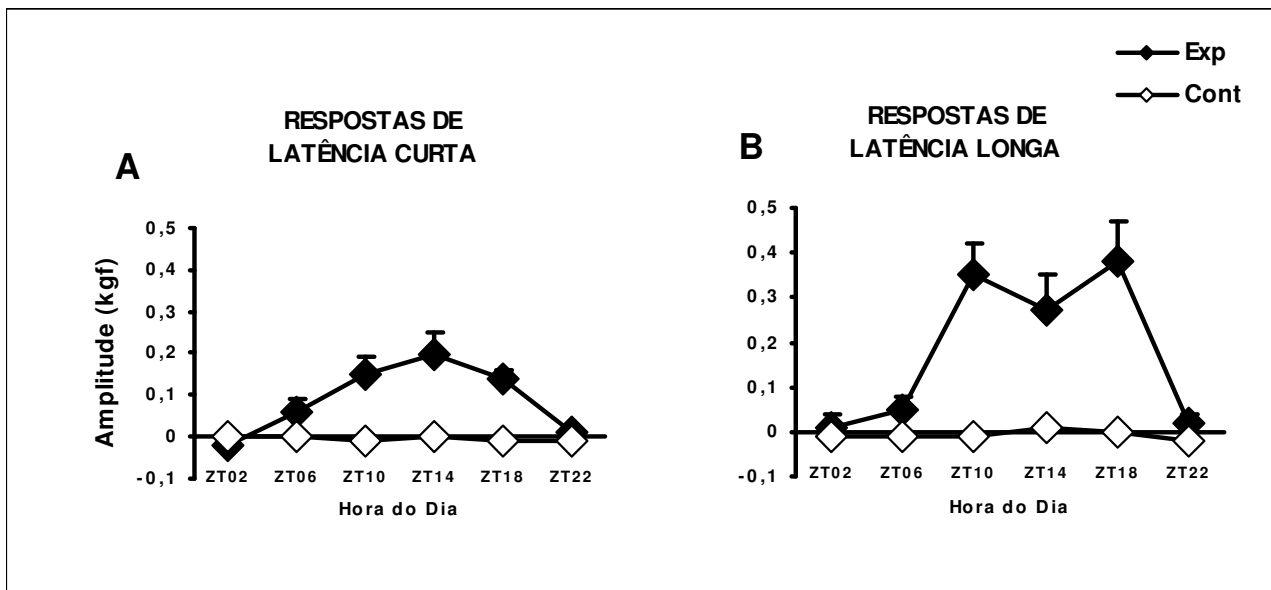 Exp
Cont
A
RESPOSTAS DE
LATÊNCIA CURTA
Amplitude (kgf)
0,5
0,4
0,3
0,2
0,1
0
-0,1
ZT02 ZT06 ZT10 ZT14 ZT18 ZT22
Hora do Dia
B
RESPOSTAS DE
LATÊNCIA LONGA
0,5
0,4
0,3
0,2
0,1
0
-0,1
ZT02 ZT06 ZT10 ZT14 ZT18 ZT22
Hora do Dia